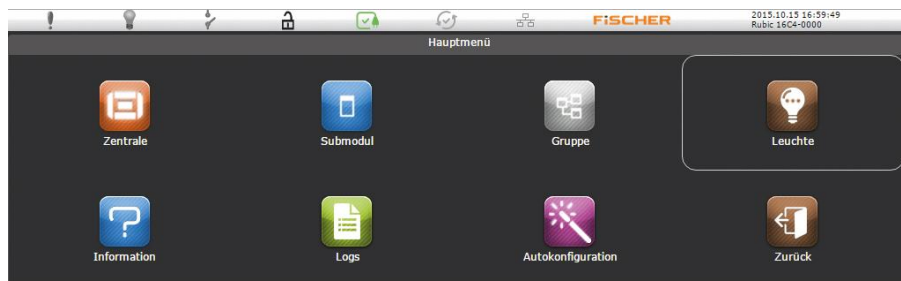 FiSCHER
2015.10.15 16:59:49
Rubic 16C4-0000
Hauptmenü
Zentrale
Submodul
Gruppe
Leuchte
Information
Logs
Autokonfiguration
Zurück